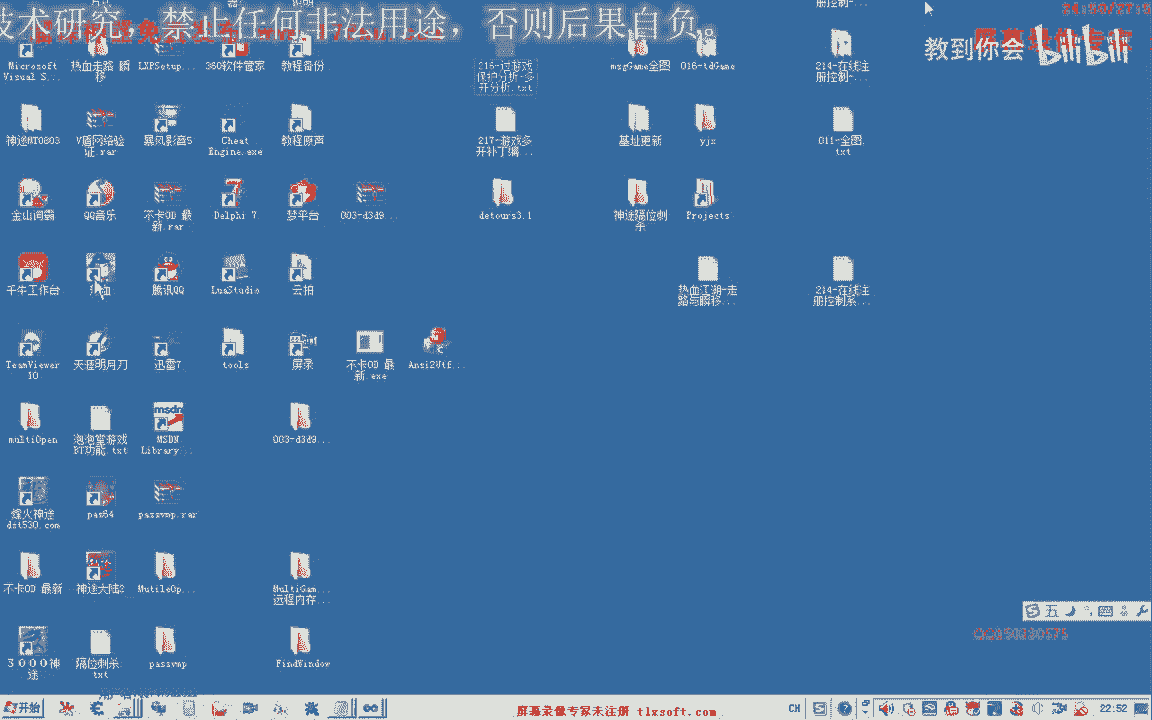 技术研究，禁止任何非法用途，否则后果自负。
教到你会 bilibili
Microsoft
Visual S...
热血走路 瞬
移
LXPSetup...
360软件管家
教程备份
216-过游戏
保护分析-多
开分析.txt
msgGame全图
016-tdGame
214-在线注
册控制-...
神途MT0803
V盾网络验
证.rar
暴风影音5
Cheat
Engine.exe
教程原声
217-游戏多
开补丁编...
基址更新
yjx
011-全图.
txt
金山词霸
QQ音乐
不卡OD 最
新.rar
Delphi 7
梦平台
003-d3d9...
detours3.1
神途隔位刺
杀
Projects
千牛工作台
腾讯QQ
LuaStudio
云拍
热血江湖-走
路与瞬移...
214-在线注
册控制系...
TeamViewer
10
天涯明月刀
迅雷7
tools
屏录
不卡OD 最
新.exe
Ansi2Utf...
multiOpen
泡泡堂游戏
BT功能.txt
MSDN
Library...
003-d3d9...
烽火神途
dst530.com
pas64
passvmp.rar
不卡OD 最新
神途大陆2
MutileOp...
MultiGam...
远程内存...
３０００神
途
隔位刺杀.
txt
passvmp
FindWindow
五
QQ150330575
开始
屏幕录像专家未注册 tlxsoft.com
CH
22:52